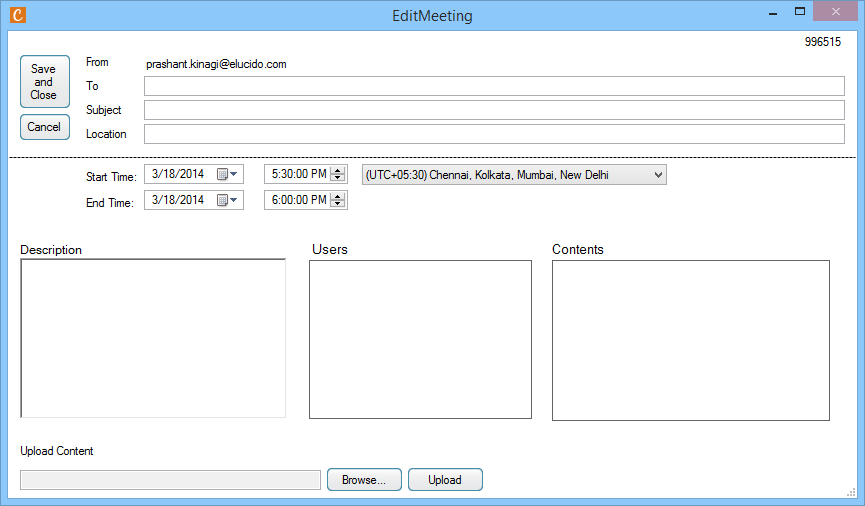 EditMeeting
996515
Save and Close
From prashant.kinagi@elucido.com
To
Subject
Cancel
Location
Start Time: 3/18/2014 5:30:00 PM (UTC+05:30) Chennai, Kolkata, Mumbai, New Delhi
End Time: 3/18/2014 6:00:00 PM
Description Users Contents
Upload Content
Browse... Upload